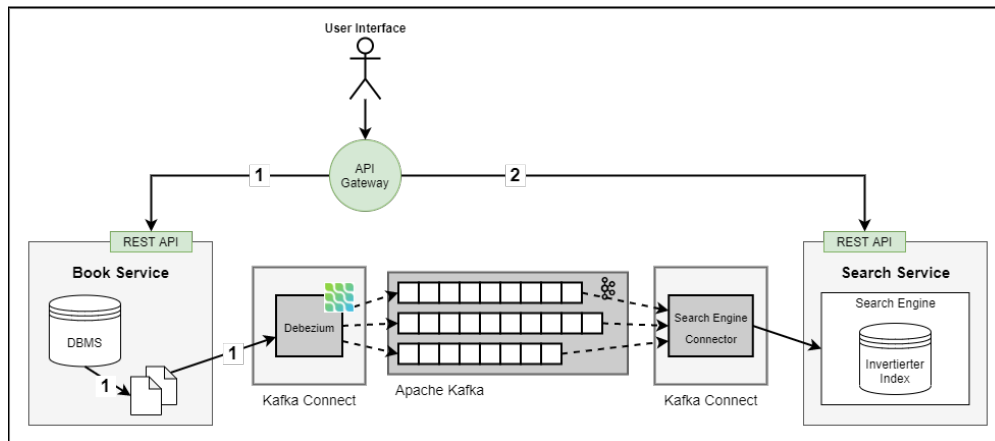 User Interface
API
Gateway
1
2
REST API
REST API
Book Service
Search Service
DBMS
1
1
Debezium
Kafka Connect
Apache Kafka
Search Engine
Connector
Kafka Connect
Search Engine
Invertierter
Index